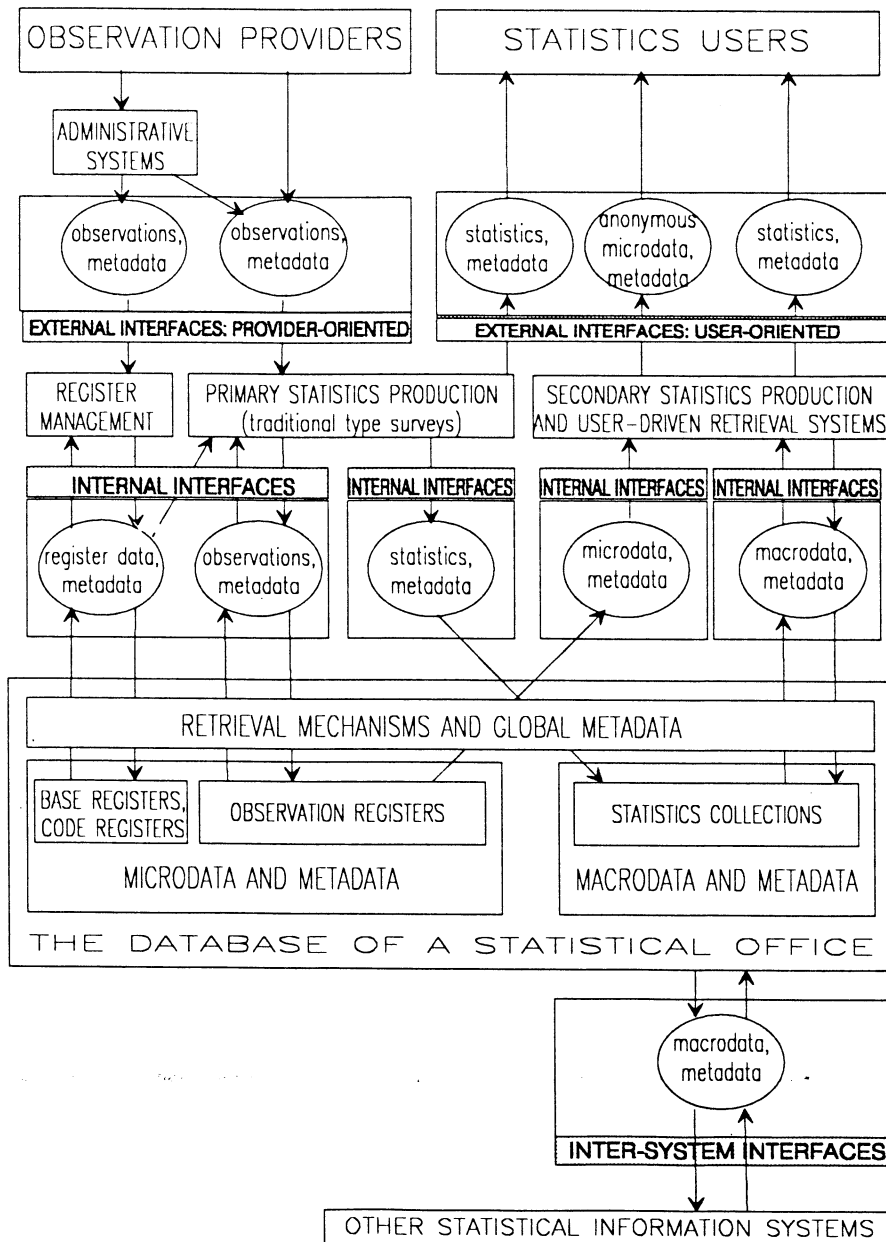 OBSERVATION PROVIDERS
STATISTICS USERS
ADMINISTRATIVE
SYSTEMS
observations,
metadata
observations,
metadata
statistics,
metadata
anonymous
microdata,
metadata
statistics,
metadata
EXTERNAL INTERFACES: PROVIDER-ORIENTED
EXTERNAL INTERFACES: USER-ORIENTED
REGISTER
MANAGEMENT
PRIMARY STATISTICS PRODUCTION
(traditional type surveys)
SECONDARY STATISTICS PRODUCTION
AND USER-DRIVEN RETRIEVAL SYSTEMS
INTERNAL INTERFACES
INTERNAL INTERFACES
INTERNAL INTERFACES
INTERNAL INTERFACES
register data,
metadata
observations,
metadata
statistics,
metadata
microdata,
metadata
macrodata,
metadata
RETRIEVAL MECHANISMS AND GLOBAL METADATA
BASE REGISTERS,
CODE REGISTERS
OBSERVATION REGISTERS
STATISTICS COLLECTIONS
MICRODATA AND METADATA
MACRODATA AND METADATA
THE DATABASE OF A STATISTICAL OFFICE
macrodata,
metadata
INTER-SYSTEM INTERFACES
OTHER STATISTICAL INFORMATION SYSTEMS